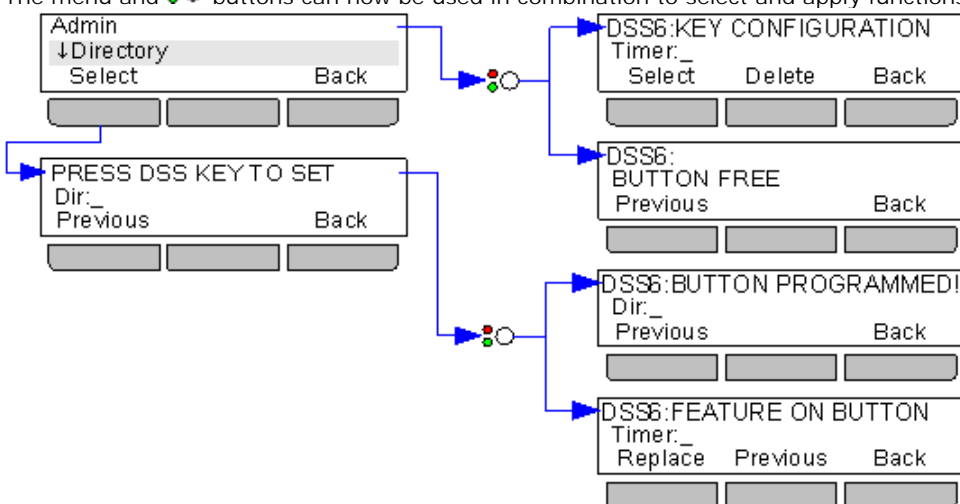 The menu and buttons can now be used in combination to select and apply functions
Admin
↓Directory
Select Back
PRESS DSS KEY TO SET
Dir:_
Previous Back
DSS6:KEY CONFIGURATION
Timer:_
Select Delete Back
DSS6:
BUTTON FREE
Previous Back
DSS6:BUTTON PROGRAMMED!
Dir:_
Previous Back
DSS6:FEATURE ON BUTTON
Timer:_
Replace Previous Back